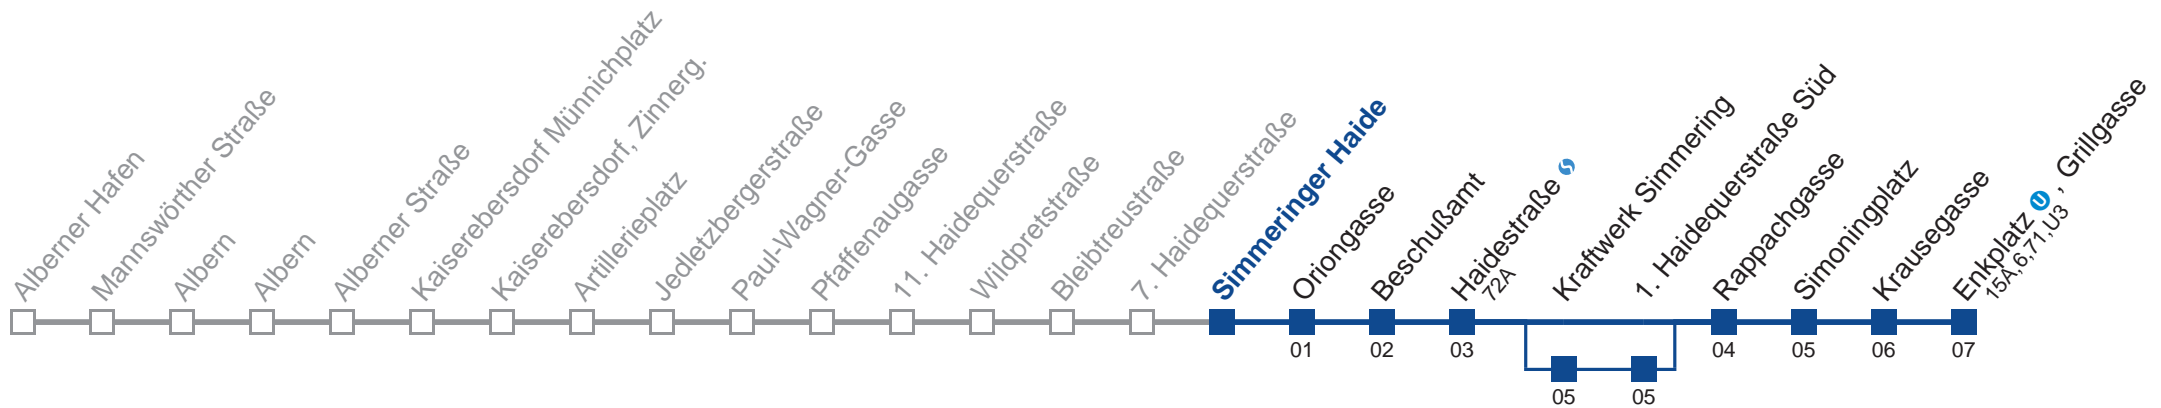 Alberner Hafen
Mannswörther Straße
Albern
Albern
Alberner Straße
Kaiserebersdorf Münnichplatz
Kaiserebersdorf, Zinnerg.
Artillerieplatz
Jedletzbergerstraße
Paul-Wagner-Gasse
Pfaffenaugasse
11. Haidequerstraße
Wildpretstraße
Bleibtreustraße
7. Haidequerstraße
Simmeringer Haide
Oriongasse
Beschußamt
Haidestraße
72A
Kraftwerk Simmering
1. Haidequerstraße Süd
Rappachgasse
Simoningplatz
Krausegasse
Enkplatz U , Grillgasse
15A,6,71,U3
01
02
03
04
05
06
07
05
05